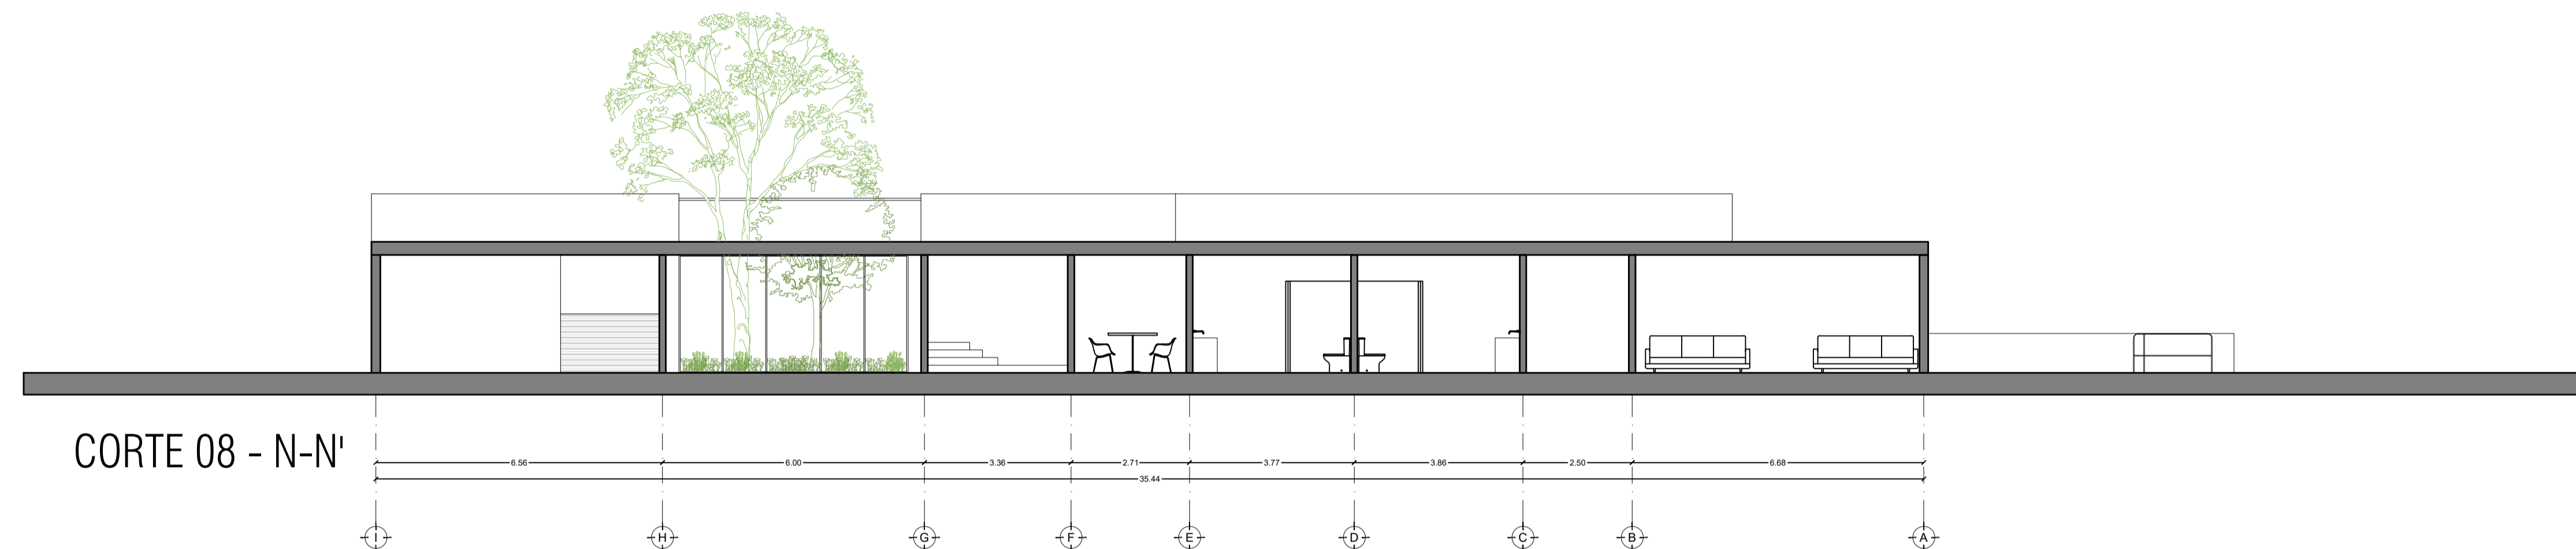 CORTE 08 - N-N'
6.56 6.00 3.36 2.71 3.77 3.86 2.50 6.68
35.44
I H G F E D C B A